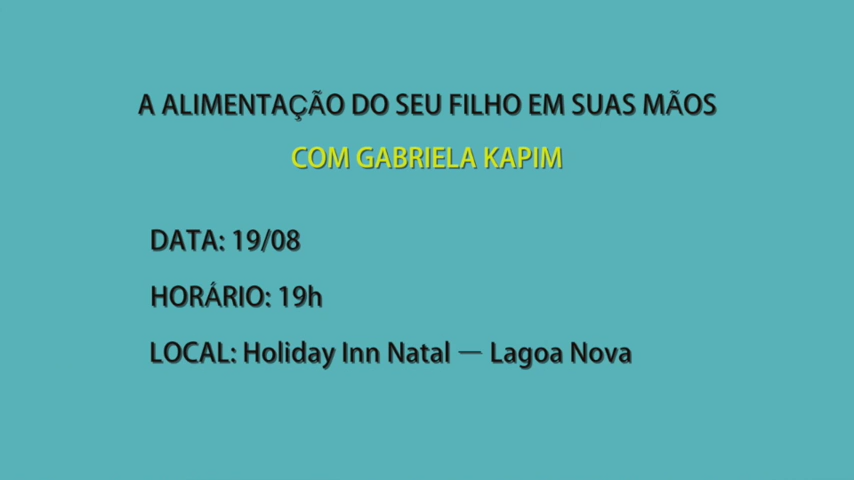 A ALIMENTAÇÃO DO SEU FILHO EM SUAS MÃOS
COM GABRIELA KAPIM
DATA: 19/08
HORÁRIO: 19h
LOCAL: Holiday Inn Natal — Lagoa Nova